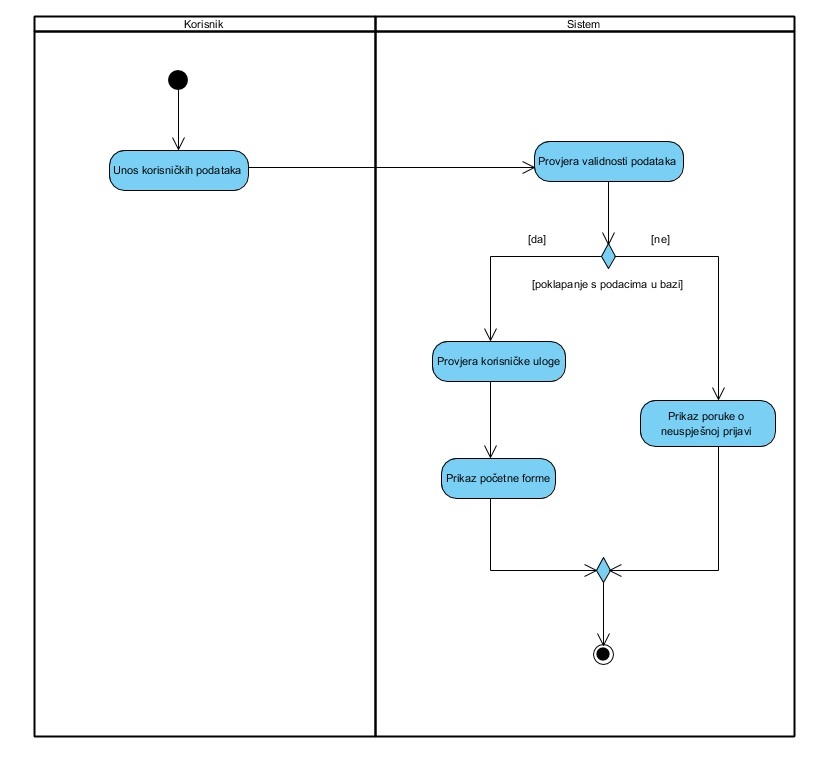 Korisnik
Sistem
Unos korisničkih podataka
Provjera validnosti podataka
[da]
[ne]
[poklapanje s podacima u bazi]
Provjera korisničke uloge
Prikaz poruke o
neuspješnoj prijavi
Prikaz početne forme